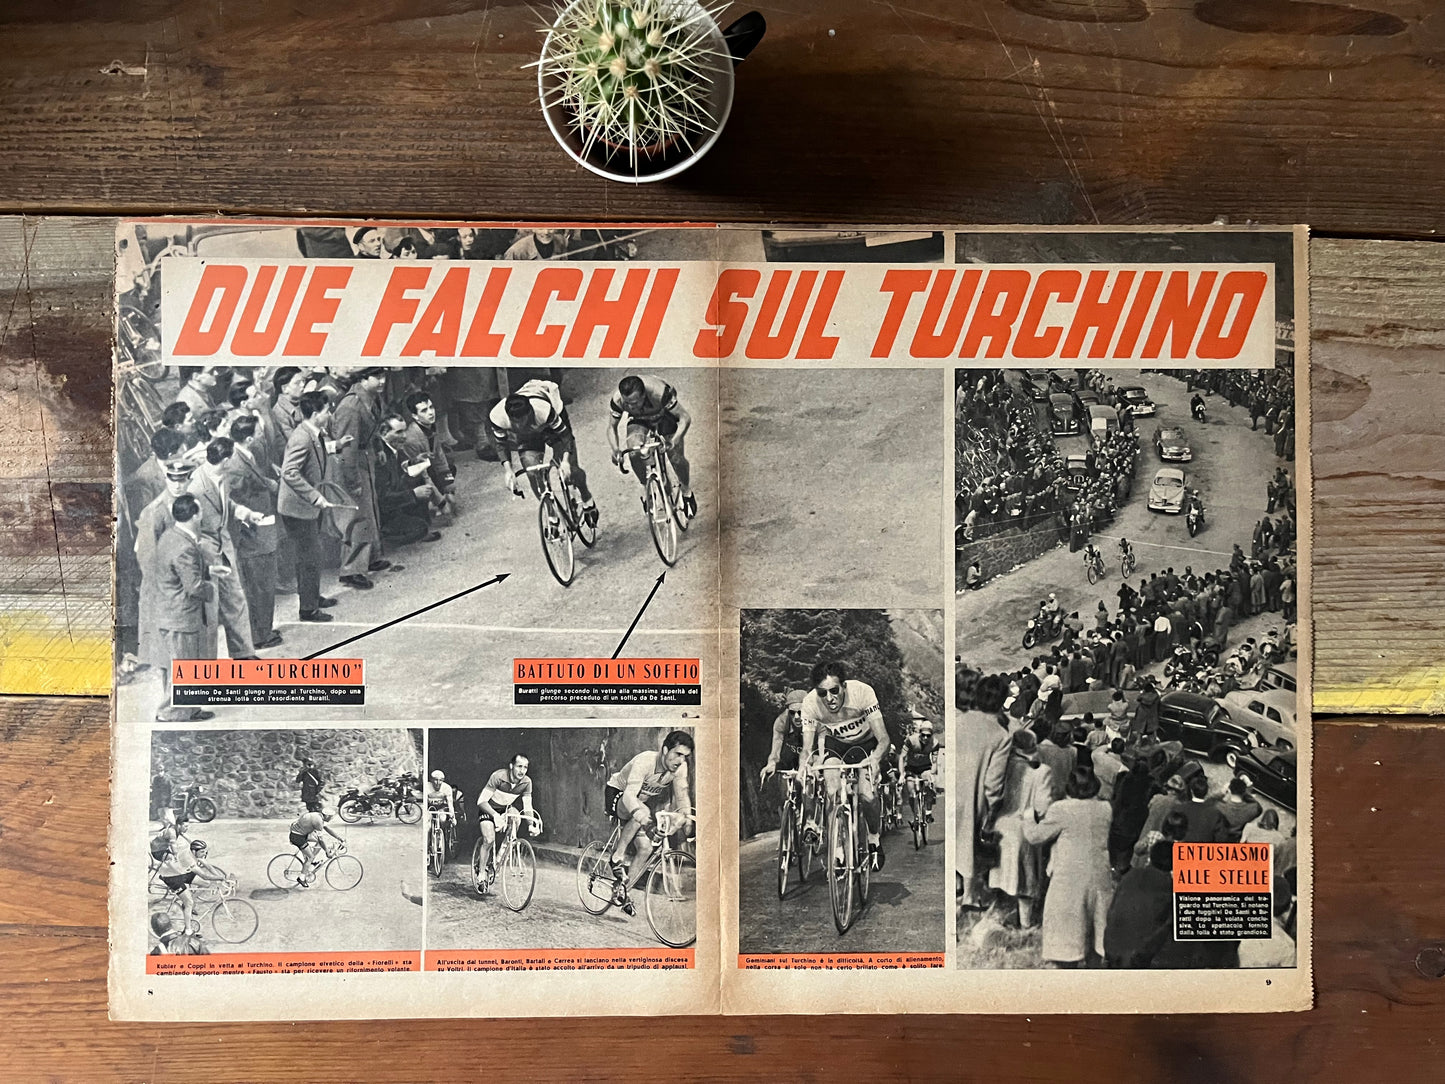 DUE FALCHI SUL TURCHINO
A LUI IL "TURCHINO"
Il triestino De Santi giunge primo al Turchino, dopo una
strenua lotta con l'esordiente Buratti.
BATTUTO DI UN SOFFIO
Buratti giunge secondo in vetta alla massima asperità del
percorso preceduto di un soffio da De Santi.
BIANCHI
ENTUSIASMO
ALLE STELLE
Visione panoramica del tra-
guardo sul Turchino. Si notano
i due fuggitivi De Santi e Bu-
ratti dopo la volata conclu-
siva. Lo spettacolo fornito
dalla folla è stato grandioso.
Kubler e Coppi in vetta al Turchino. Il campione elvetico della «Fiorelli» sta
cambiando rapporto mentre «Fausto» sta per ricevere un rifornimento volante.
All'uscita dal tunnel, Baronti, Bartali e Carrea si lanciano nella vertiginosa discesa
su Voltri. Il campione d'Italia è stato accolto all'arrivo da un tripudio di applausi.
Geminiani sul Turchino è in difficoltà. A corto di allenamento,
nella corsa al sole non ha certo brillato come è solito fare.
8
9